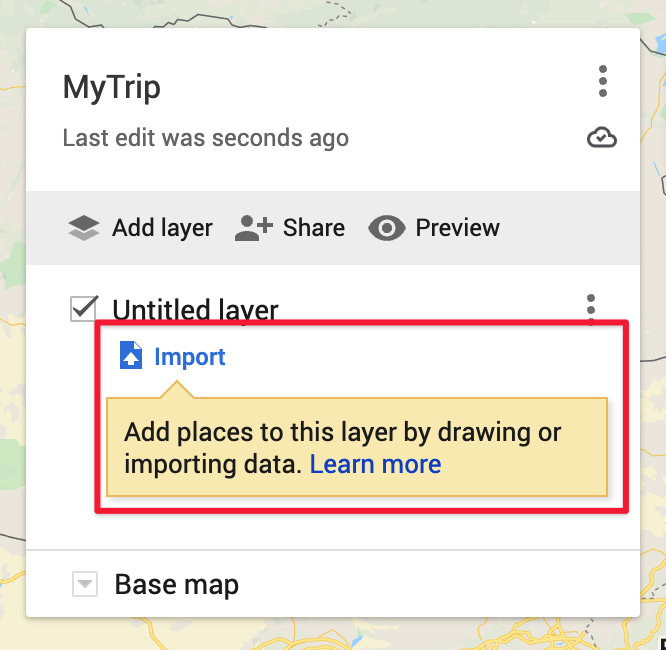 MyTrip
Last edit was seconds ago
Add layer Share Preview
Untitled layer
Import
Add places to this layer by drawing or
importing data. Learn more
Base map